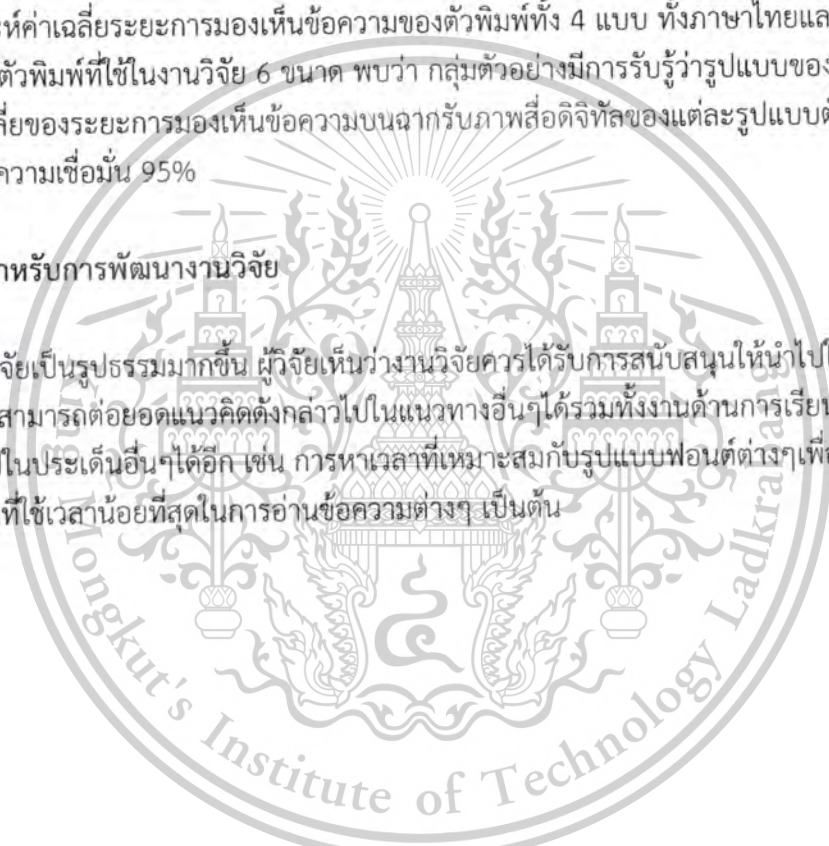 ห์ค่าเฉลี่ยระยะการมองเห็นข้อความของตัวพิมพ์ทั้ง 4 แบบ ทั้งภาษาไทยแล
ตัวพิมพ์ที่ใช้ในงานวิจัย 6 ขนาด พบว่า กลุ่มตัวอย่างมีการรับรู้ว่ารูปแบบของ
ลี่ยของระยะการมองเห็นข้อความบนฉากรับภาพสื่อดิจิทัลของแต่ละรูปแบบตั
ความเชื่อมั่น 95%
าหรับการพัฒนางานวิจัย
จัยเป็นรูปธรรมมากขึ้น ผู้วิจัยเห็นว่างานวิจัยควรได้รับการสนับสนุนให้นำไปใ
สามารถต่อยอดแนวคิดดังกล่าวไปในแนวทางอื่นๆได้รวมทั้งงานด้านการเรียน
ปในประเด็นอื่นๆได้อีก เช่น การหาเวลาที่เหมาะสมกับรูปแบบฟอนต์ต่างๆเพื่อ
ที่ใช้เวลาน้อยที่สุดในการอ่านข้อความต่างๆ เป็นต้น
ongkut's Institute of Technology Ladkrabang